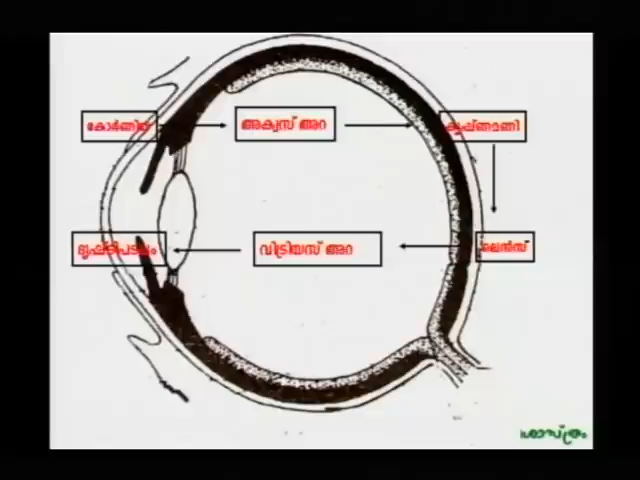 കോർണിയ
അക്വസ് അറ
കൃഷ്ണമണി
ദൃഷ്ടിപടലം
വിട്രിയസ് അറ
ലെൻസ്
ശാസ്ത്രം